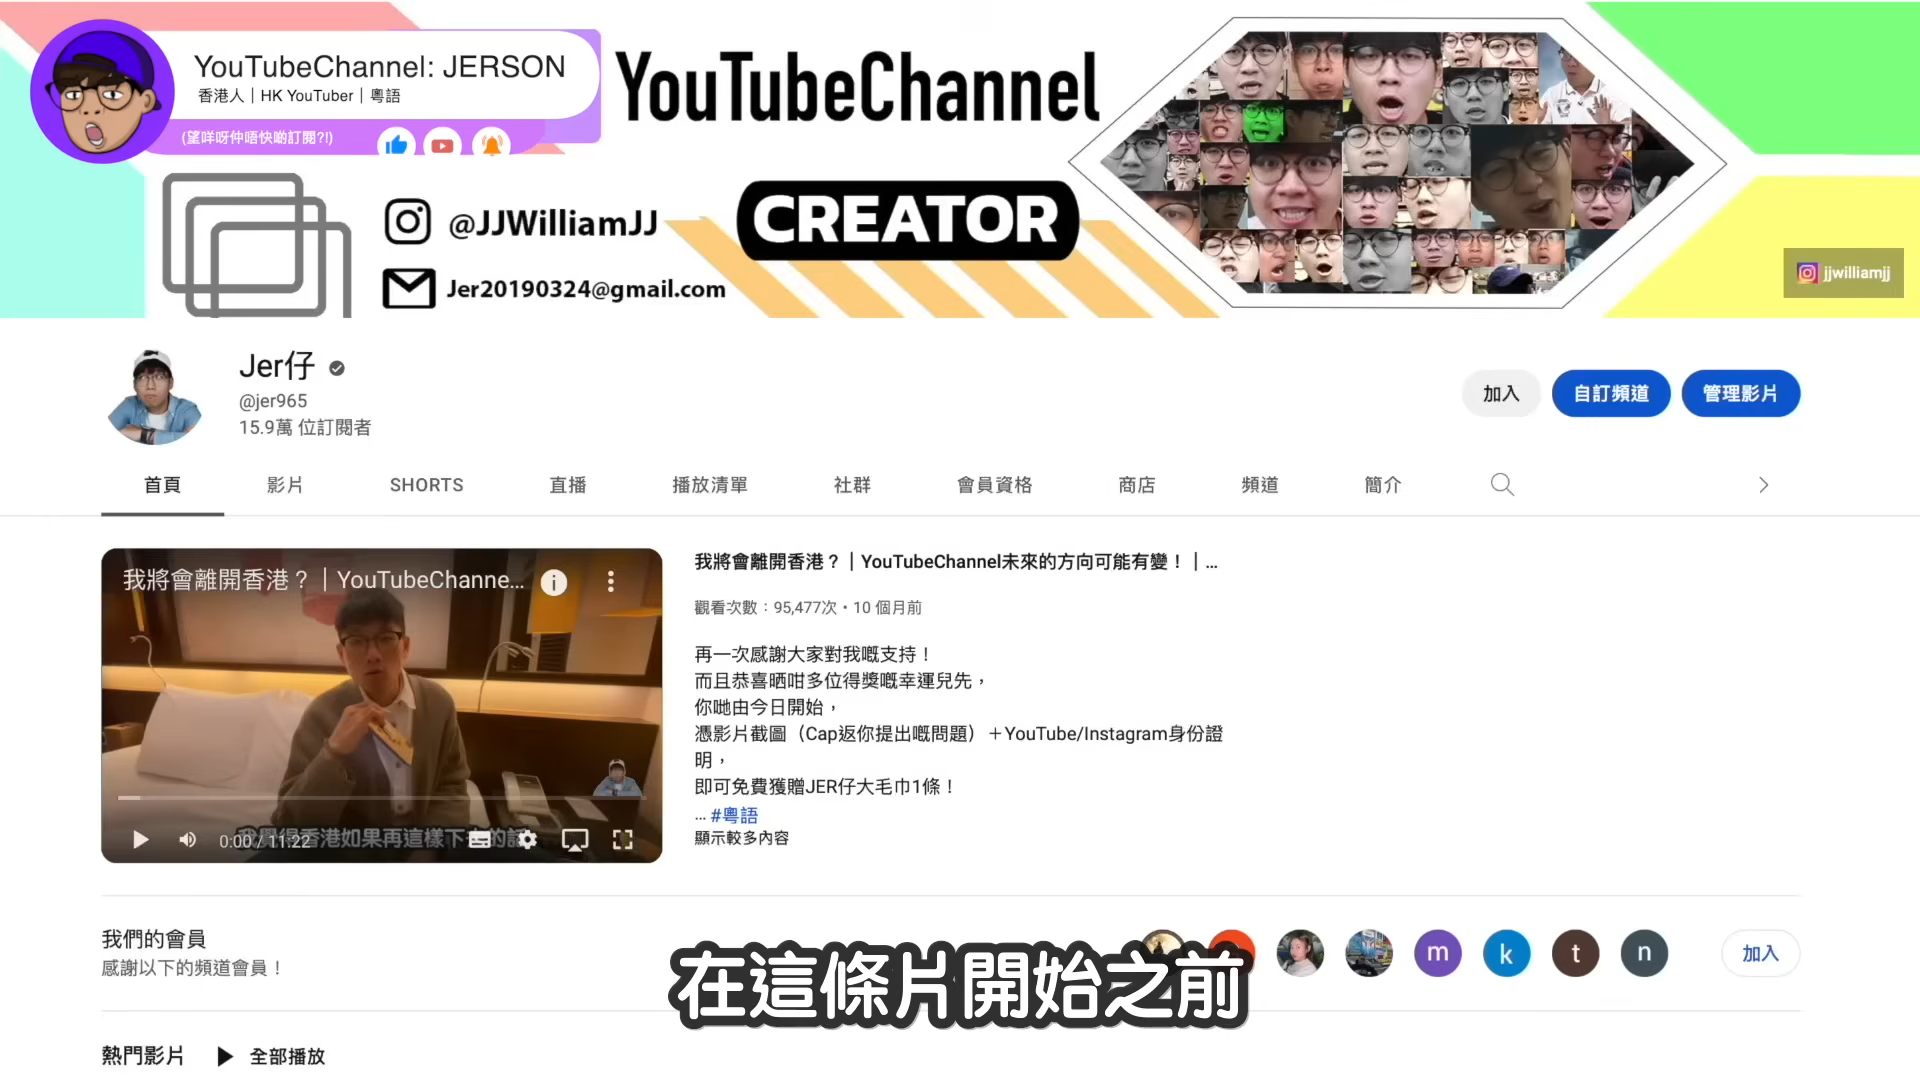 YouTubeChannel: JERSON
香港人｜HK YouTuber｜粵語
(望咩呀仲唔快啲訂閱?!)
YouTubeChannel
CREATOR
@JJWilliamJJ
Jer20190324@gmail.com
jjwilliamjj
Jer仔
@jer965
15.9萬 位訂閱者
加入
自訂頻道
管理影片
首頁
影片
SHORTS
直播
播放清單
社群
會員資格
商店
頻道
簡介
我將會離開香港？｜YouTubeChanne...
0:00 / 11:22
我將會離開香港？｜YouTubeChannel未來的方向可能有變！｜...
觀看次數：95,477次・10 個月前
再一次感謝大家對我嘅支持！
而且恭喜晒咁多位得獎嘅幸運兒先，
你哋由今日開始，
憑影片截圖（Cap返你提出嘅問題）＋YouTube/Instagram身份證
明，
即可免費獲贈JER仔大毛巾1條！
... #粵語
顯示較多內容
我們的會員
感謝以下的頻道會員！
m
k
t
n
加入
在這條片開始之前
熱門影片
全部播放